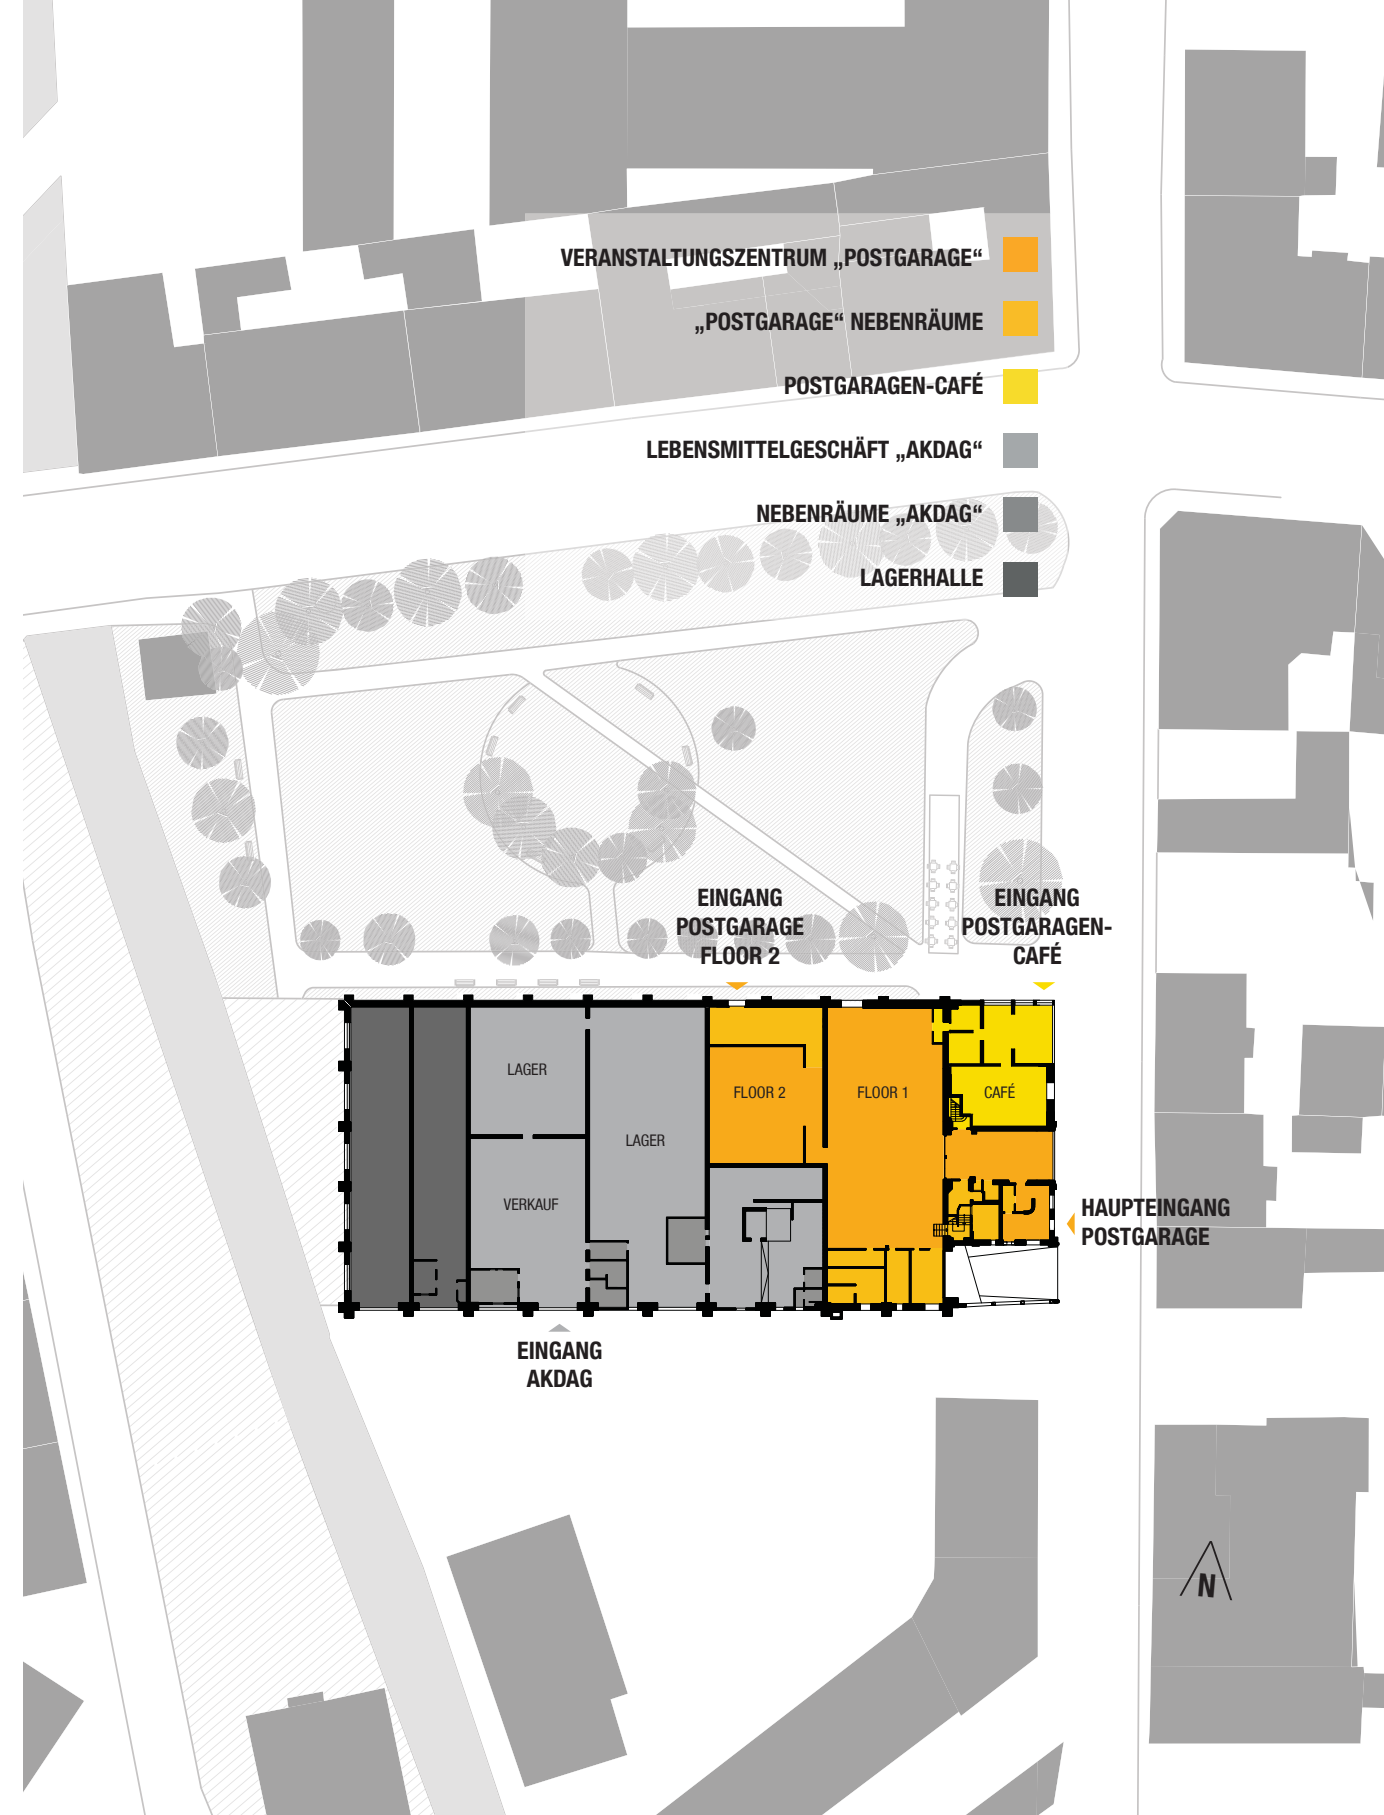 VERANSTALTUNGSZENTRUM „POSTGARAGE“
„POSTGARAGE“ NEBENRÄUME
POSTGARAGEN-CAFÉ
LEBENSMITTELGESCHÄFT „AKDAG“
NEBENRÄUME „AKDAG“
LAGERHALLE
EINGANG
POSTGARAGE
FLOOR 2
EINGANG
POSTGARAGEN-
CAFÉ
LAGER
FLOOR 2
FLOOR 1
CAFÉ
LAGER
VERKAUF
HAUPTEINGANG
POSTGARAGE
EINGANG
AKDAG
N